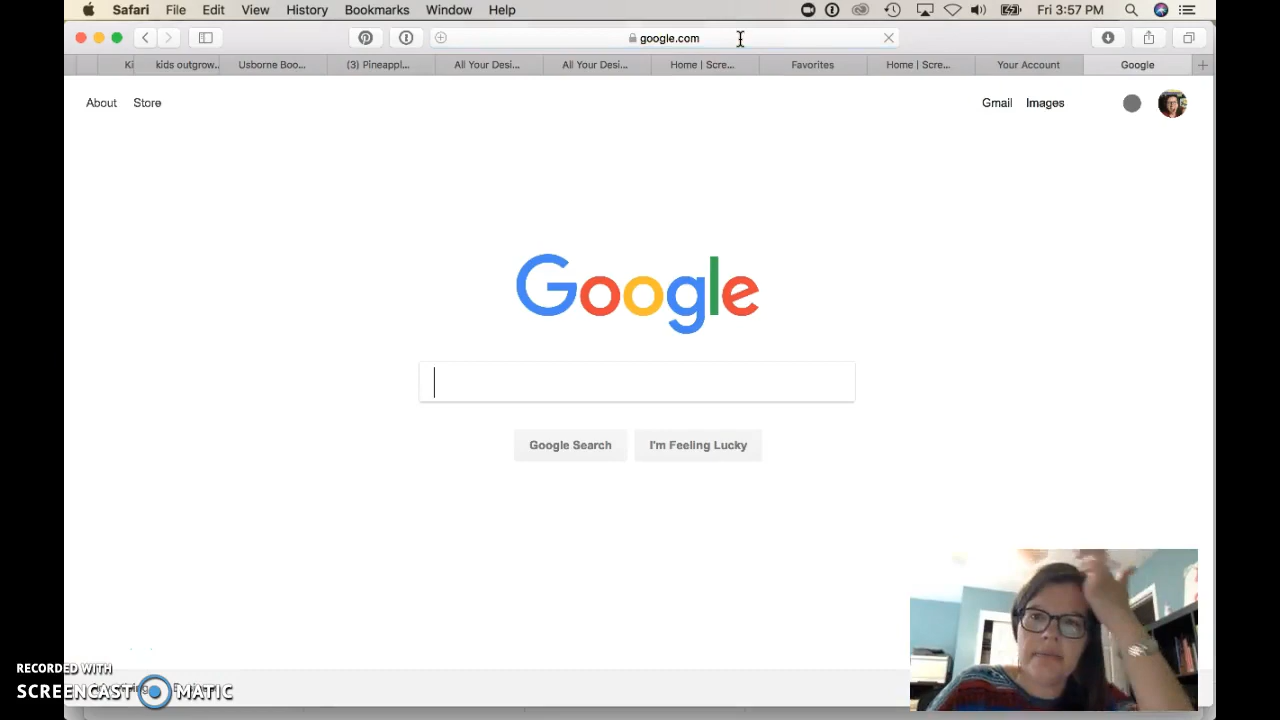 Safari File Edit View History Bookmarks Window Help Fri 3:57 PM
google.com
Ki kids outgrow... Usborne Boo... (3) Pineappl... All Your Desi... All Your Desi... Home | Scre... Favorites Home | Scre... Your Account Google
About Store Gmail Images
Google
Google Search I'm Feeling Lucky
RECORDED WITH
SCREENCAST MATIC